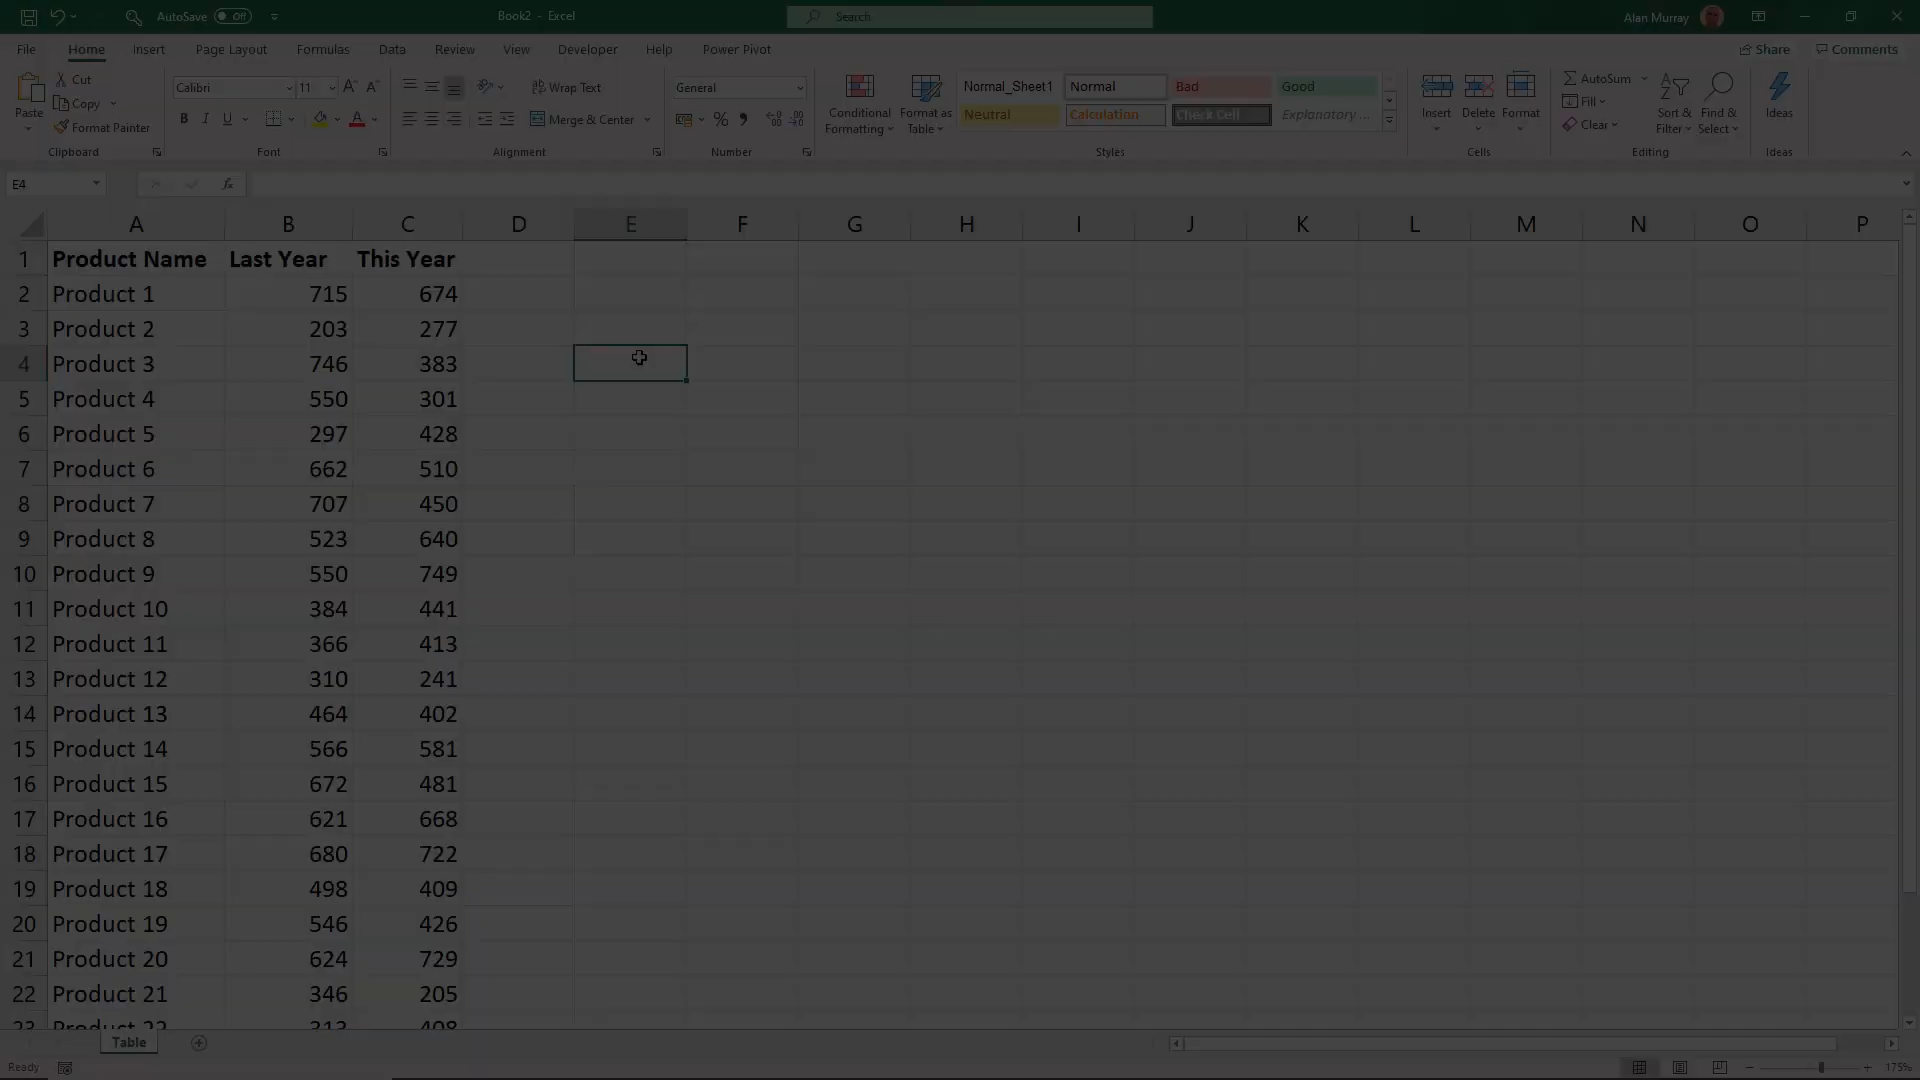 AutoSave Off
Book2 - Excel
Search
Alan Murray
File Home Insert Page Layout Formulas Data Review View Developer Help Power Pivot
Share Comments
Paste
Cut
Copy
Format Painter
Clipboard
Calibri 11
B I U
Font
Wrap Text
Merge & Center
Alignment
General
Number
Conditional Formatting
Format as Table
Normal_Sheet1 Normal Bad Good
Neutral Calculation Check Cell Explanatory ...
Styles
Insert Delete Format
Cells
AutoSum
Fill
Clear
Sort & Filter
Find & Select
Editing
Ideas
Ideas
E4 fx
A B C D E F G H I J K L M N O P
1 Product Name Last Year This Year
2 Product 1 715 674
3 Product 2 203 277
4 Product 3 746 383
5 Product 4 550 301
6 Product 5 297 428
7 Product 6 662 510
8 Product 7 707 450
9 Product 8 523 640
10 Product 9 550 749
11 Product 10 384 441
12 Product 11 366 413
13 Product 12 310 241
14 Product 13 464 402
15 Product 14 566 581
16 Product 15 672 481
17 Product 16 621 668
18 Product 17 680 722
19 Product 18 498 409
20 Product 19 546 426
21 Product 20 624 729
22 Product 21 346 205
23 Product 22 313 408
Table
Ready
175%